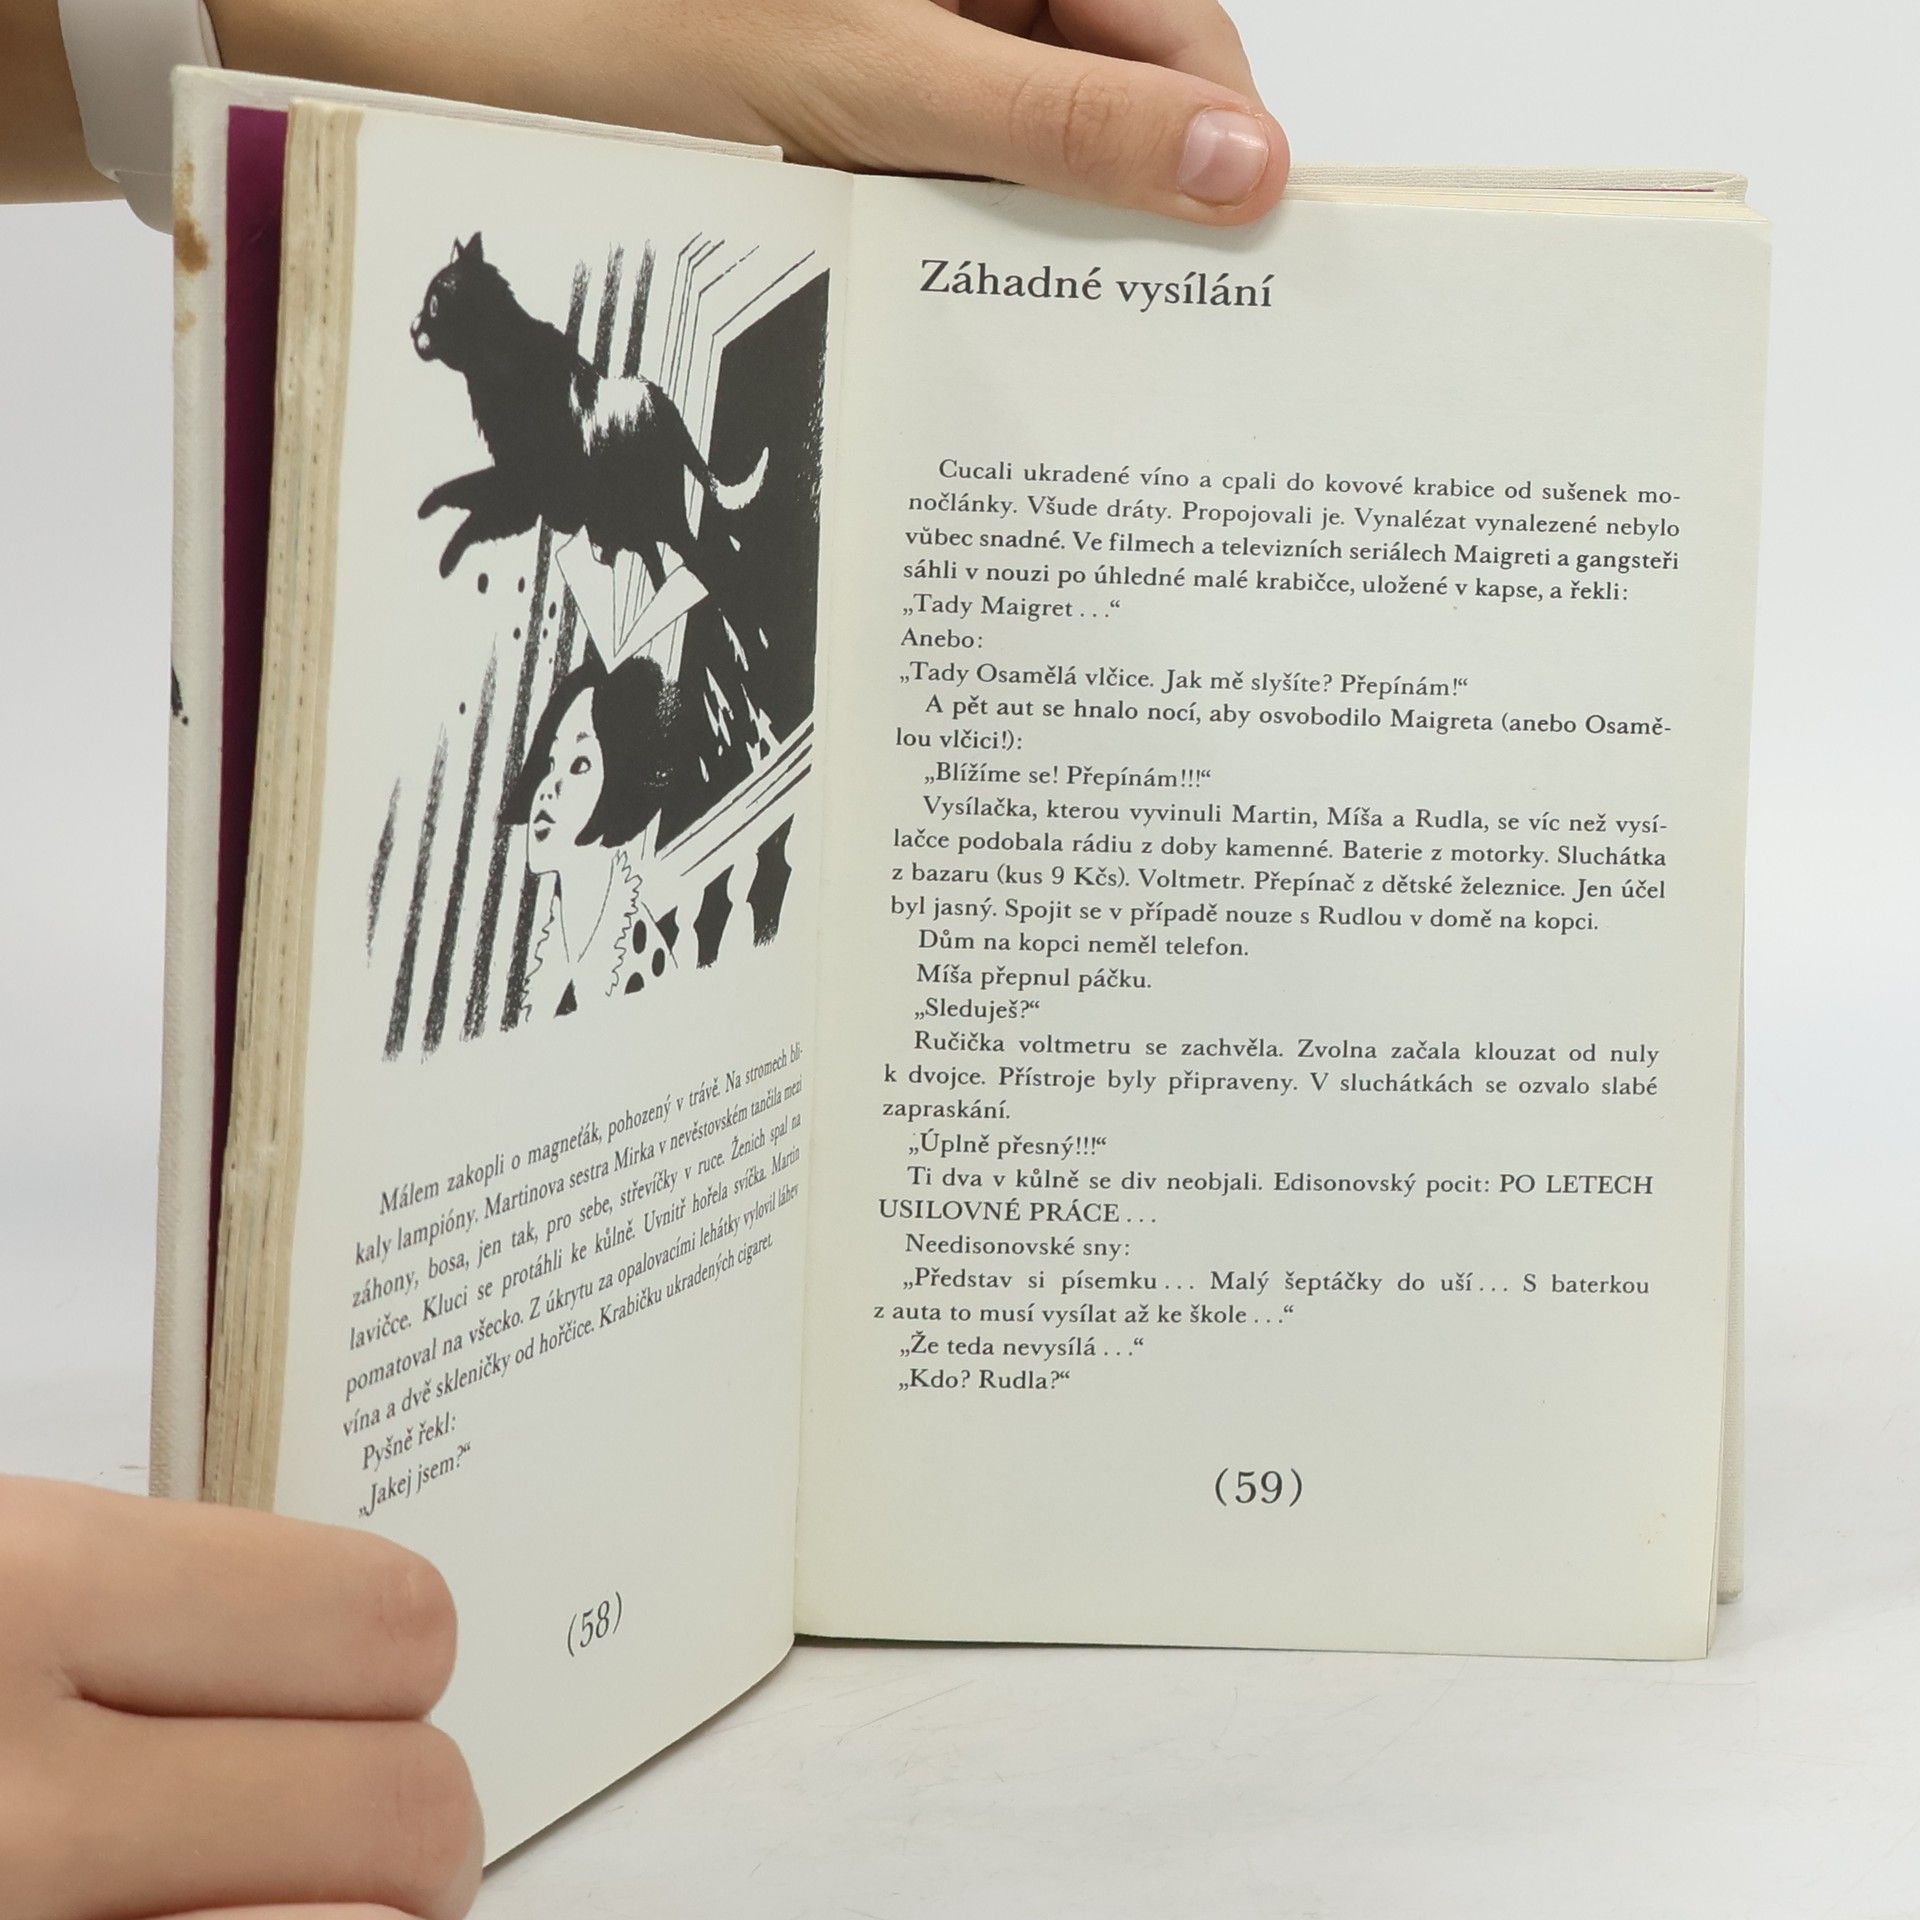 Málem zakopli o magneťák, pohozený v trávě. Na stromech bli-
kaly lampióny. Martinova sestra Mirka v nevěstovském tančila mezi
záhony, bosa, jen tak, pro sebe, střevíčky v ruce. Ženich spal na
lavičce. Kluci se protáhli ke kůlně. Uvnitř hořela svíčka. Martin
pomatoval na všecko. Z úkrytu za opalovacími lehátky vylovil láhev
vína a dvě skleničky od hořčice. Krabičku ukradených cigaret.
Pyšně řekl:
„Jakej jsem?“
(58)
Záhadné vysílání
Cucali ukradené víno a cpali do kovové krabice od sušenek mo-
nočlánky. Všude dráty. Propojovali je. Vynalézat vynalezené nebylo
vŭbec snadné. Ve filmech a televizních seriálech Maigreti a gangsteři
sáhli v nouzi po úhledné malé krabičce, uložené v kapse, a řekli:
„Tady Maigret . . .“
Anebo:
„Tady Osamělá vlčice. Jak mě slyšíte? Přepínám!“
A pět aut se hnalo nocí, aby osvobodilo Maigreta (anebo Osamě-
lou vlčici!):
„Blížíme se! Přepínám!!!“
Vysílačka, kterou vyvinuli Martin, Míša a Rudla, se víc než vysí-
lačce podobala rádiu z doby kamenné. Baterie z motorky. Sluchátka
z bazaru (kus 9 Kčs). Voltmetr. Přepínač z dětské železnice. Jen účel
byl jasný. Spojit se v případě nouze s Rudlou v domě na kopci.
Dům na kopci neměl telefon.
Míša přepnul páčku.
„Sleduješ?“
Ručička voltmetru se zachvěla. Zvolna začala klouzat od nuly
k dvojce. Přístroje byly připraveny. V sluchátkách se ozvalo slabé
zapraskání.
„Úplně přesný!!!“
Ti dva v kůlně se div neobjali. Edisonovský pocit: PO LETECH
USILOVNÉ PRÁCE . . .
Needisonovské sny:
„Představ si písemku . . . Malý šeptáčky do uší . . . S baterkou
z auta to musí vysílat až ke škole . . .“
„Že teda nevysílá . . .“
„Kdo? Rudla?“
(59)